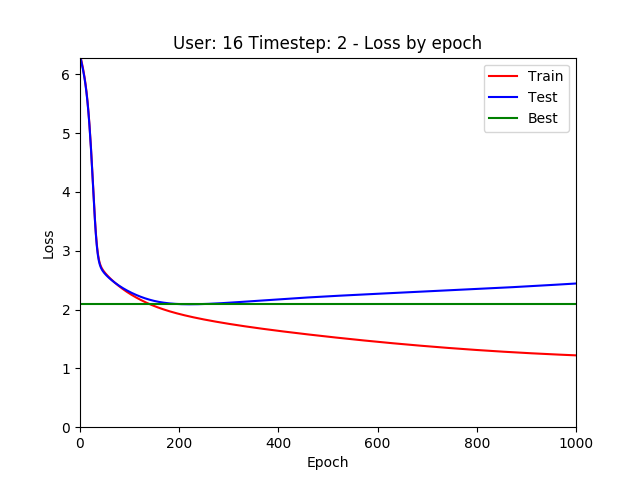 User: 16 Timestep: 2 - Loss by epoch
Train
Test
Best
6
5
4
3
2
1
0
Loss
0 200 400 600 800 1000
Epoch